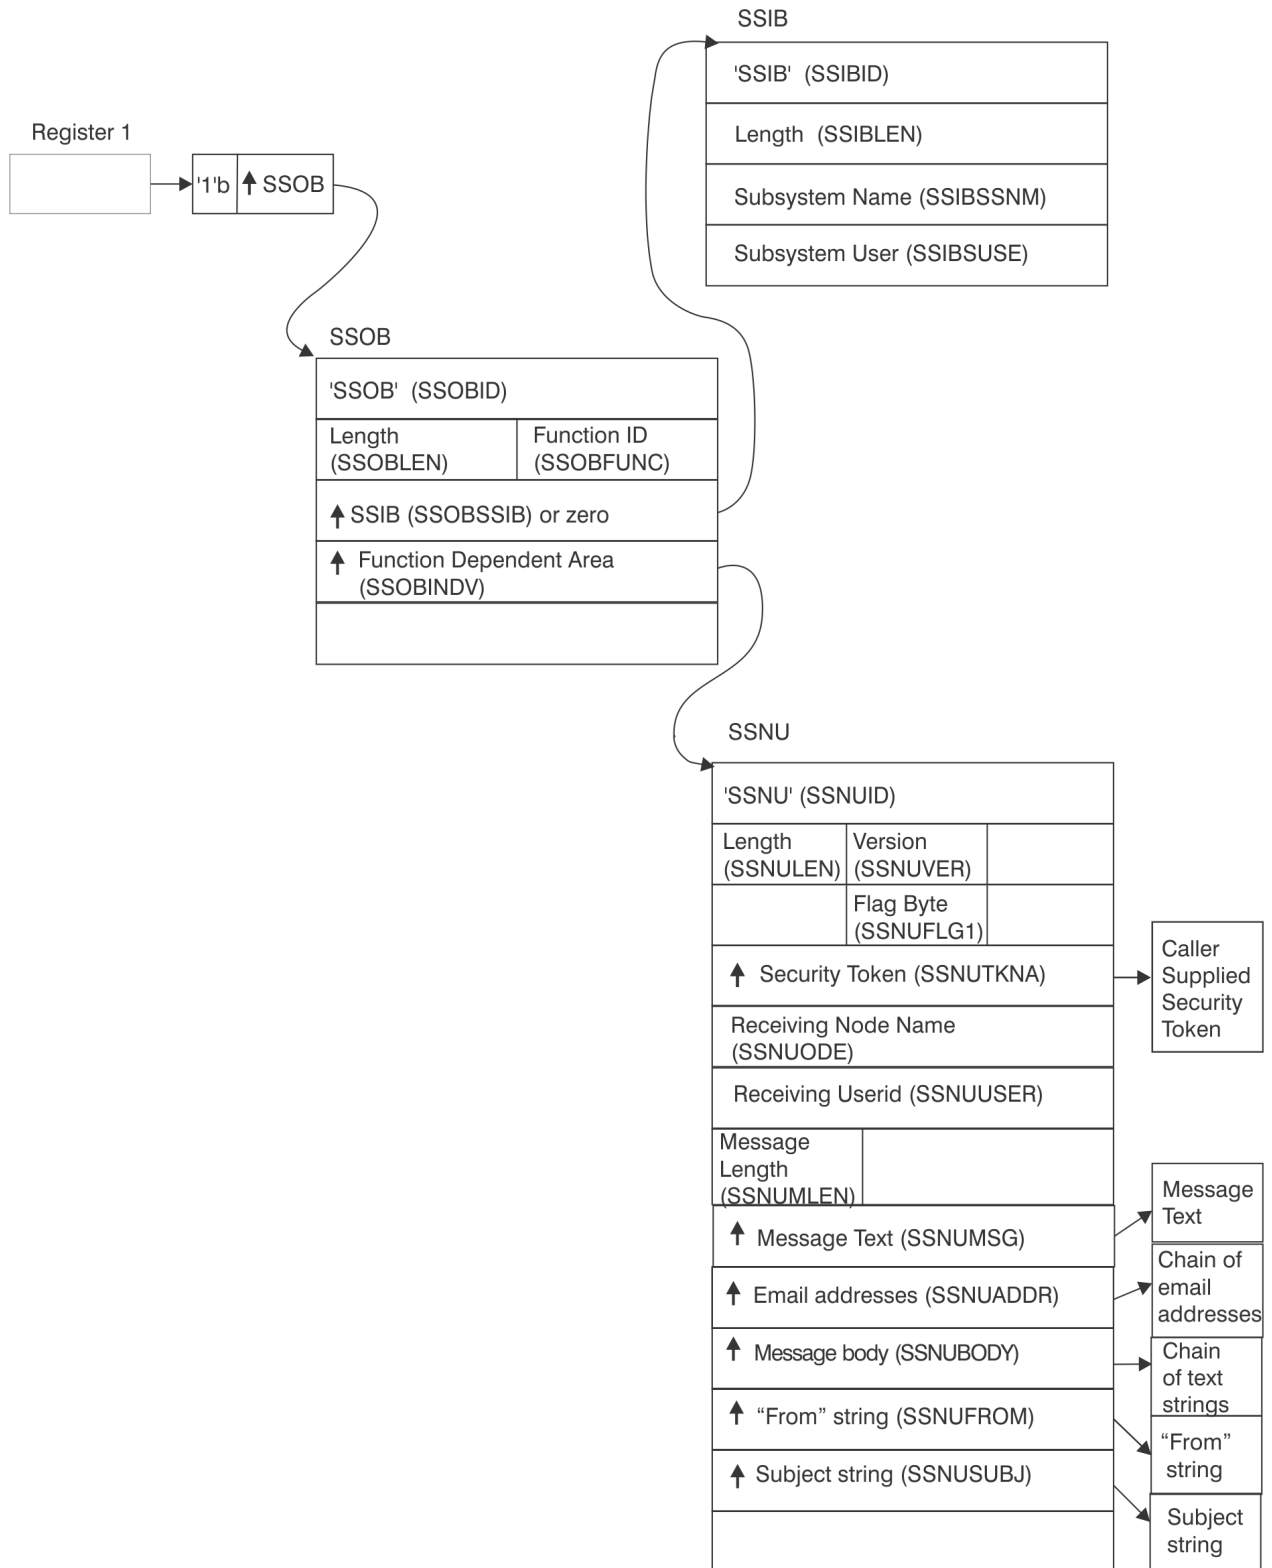 SSIB
'SSIB' (SSIBID)
Length (SSIBLEN)
Subsystem Name (SSIBSSNM)
Subsystem User (SSIBSUSE)
Register 1
'1'b
SSOB
SSOB
'SSOB' (SSOBID)
Length
(SSOBLEN)
Function ID
(SSOBFUNC)
SSIB (SSOBSSIB) or zero
Function Dependent Area
(SSOBINDV)
SSNU
'SSNU' (SSNUID)
Length
(SSNULEN)
Version
(SSNUVER)
Flag Byte
(SSNUFLG1)
Security Token (SSNUTKNA)
Caller
Supplied
Security
Token
Receiving Node Name
(SSNUODE)
Receiving Userid (SSNUUSER)
Message
Length
(SSNUMLEN)
Message Text (SSNUMSG)
Message
Text
Email addresses (SSNUADDR)
Chain of
email
addresses
Message body (SSNUBODY)
Chain
of text
strings
“From” string (SSNUFROM)
“From”
string
Subject string (SSNUSUBJ)
Subject
string